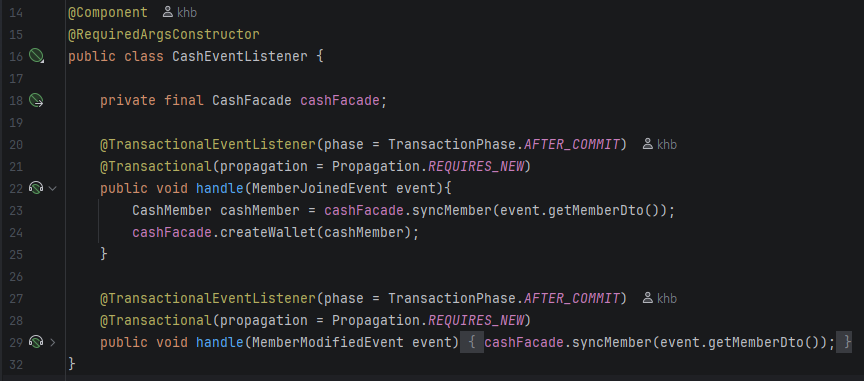 14 @Component khb
15 @RequiredArgsConstructor
16 public class CashEventListener {
17
18     private final CashFacade cashFacade;
19
20     @TransactionalEventListener(phase = TransactionPhase.AFTER_COMMIT) khb
21     @Transactional(propagation = Propagation.REQUIRES_NEW)
22     public void handle(MemberJoinedEvent event){
23         CashMember cashMember = cashFacade.syncMember(event.getMemberDto());
24         cashFacade.createWallet(cashMember);
25     }
26
27     @TransactionalEventListener(phase = TransactionPhase.AFTER_COMMIT) khb
28     @Transactional(propagation = Propagation.REQUIRES_NEW)
29     public void handle(MemberModifiedEvent event) { cashFacade.syncMember(event.getMemberDto()); }
32 }